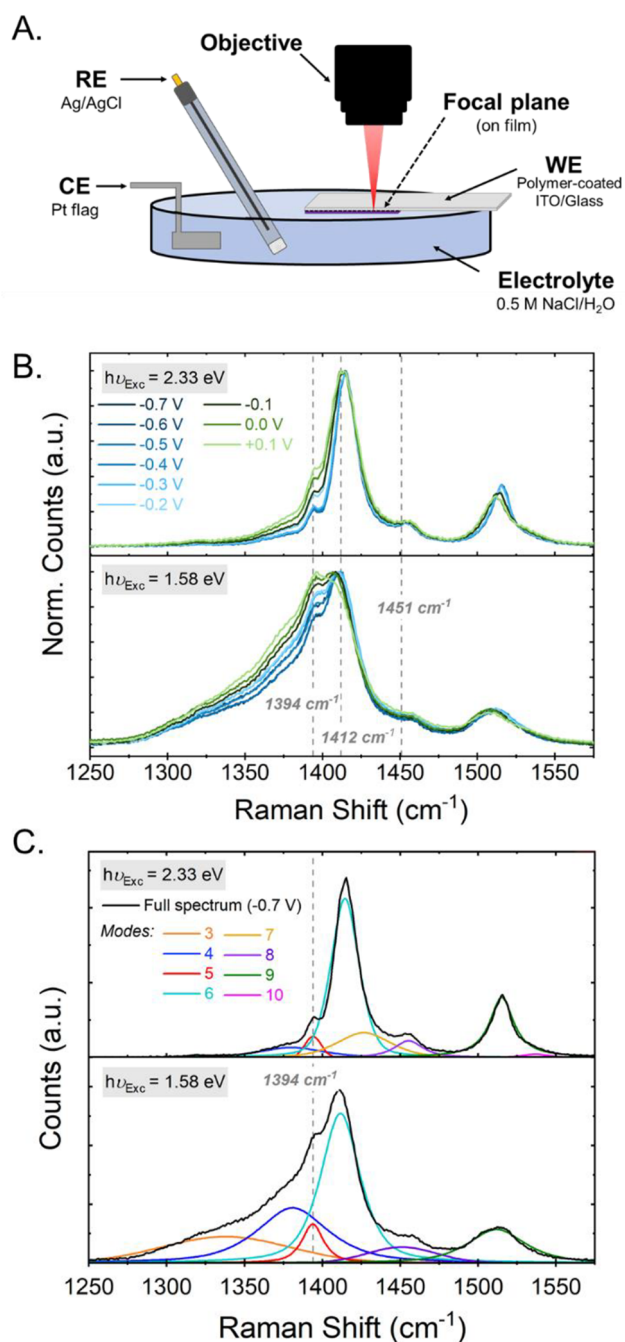 A.
Objective
RE
Ag/AgCl
Focal plane
(on film)
CE
Pt flag
WE
Polymer-coated
ITO/Glass
Electrolyte
0.5 M NaCl/H₂O
B.
hυExc = 2.33 eV
-0.7 V
-0.6 V
-0.5 V
-0.4 V
-0.3 V
-0.2 V
-0.1
0.0 V
+0.1 V
Norm. Counts (a.u.)
hυExc = 1.58 eV
1451 cm⁻¹
1394 cm⁻¹
1412 cm⁻¹
1250 1300 1350 1400 1450 1500 1550
Raman Shift (cm⁻¹)
C.
hυExc = 2.33 eV
Full spectrum (-0.7 V)
Modes: 3 7
4 8
5 9
6 10
Counts (a.u.)
hυExc = 1.58 eV
1394 cm⁻¹
1250 1300 1350 1400 1450 1500 1550
Raman Shift (cm⁻¹)